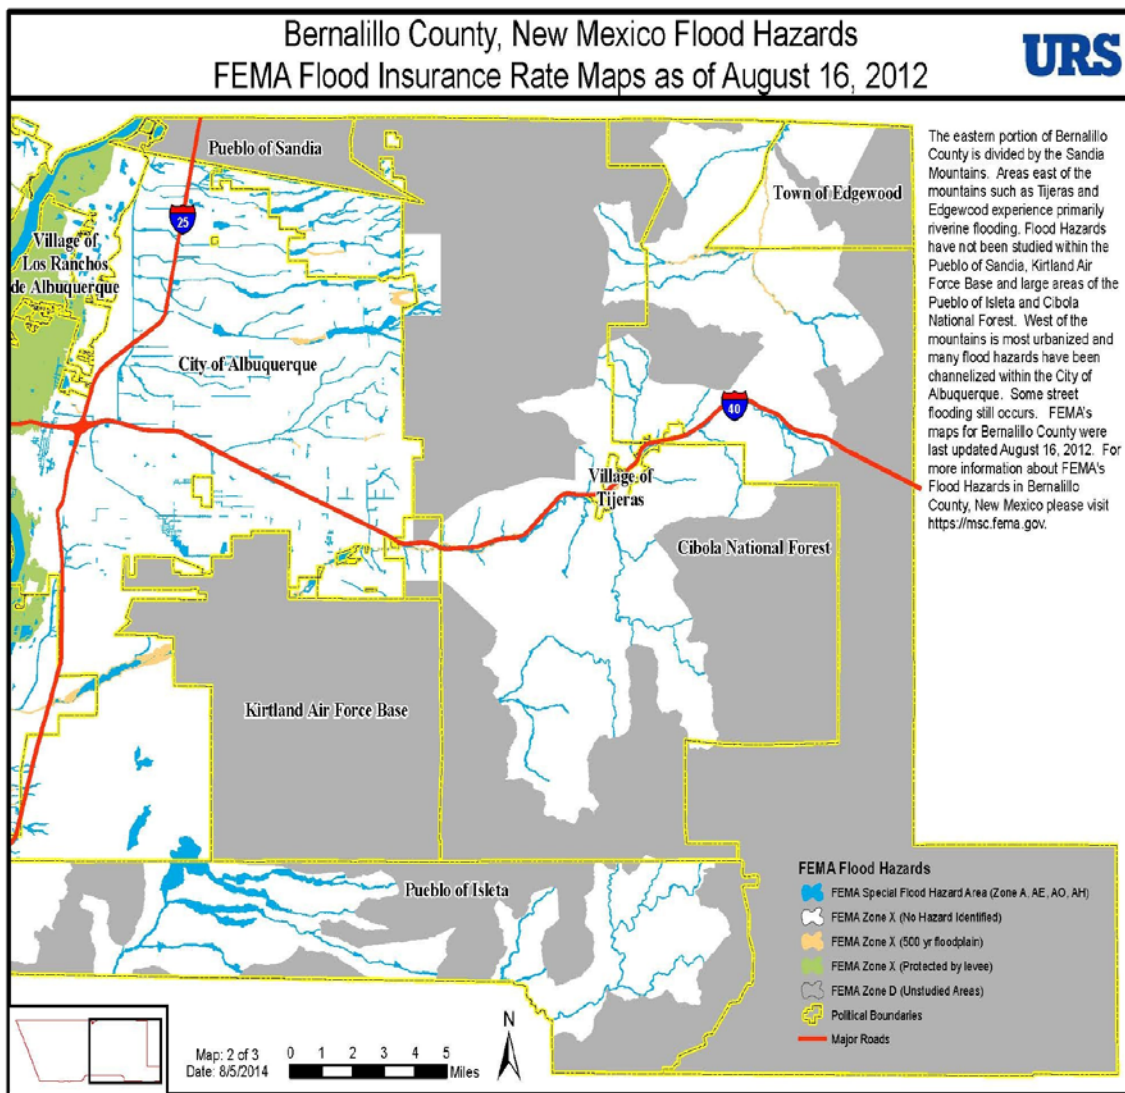 Bernalillo County, New Mexico Flood Hazards
FEMA Flood Insurance Rate Maps as of August 16, 2012
URS
The eastern portion of Bernalillo
County is divided by the Sandia
Mountains. Areas east of the
mountains such as Tijeras and
Edgewood experience primarily
riverine flooding. Flood Hazards
have not been studied within the
Pueblo of Sandia, Kirtland Air
Force Base and large areas of the
Pueblo of Isleta and Cibola
National Forest. West of the
mountains is most urbanized and
many flood hazards have been
channelized within the City of
Albuquerque. Some street
flooding still occurs. FEMA's
maps for Bernalillo County were
last updated August 16, 2012. For
more information about FEMA's
Flood Hazards in Bernalillo
County, New Mexico please visit
https://msc.fema.gov.
Pueblo of Sandia
Town of Edgewood
25
Village of
Los Ranchos
de Albuquerque
City of Albuquerque
40
Village of
Tijeras
Cibola National Forest
Kirtland Air Force Base
Pueblo of Isleta
FEMA Flood Hazards
FEMA Special Flood Hazard Area (Zone A, AE, AO, AH)
FEMA Zone X (No Hazard Identified)
FEMA Zone X (500 yr floodplain)
FEMA Zone X (Protected by levee)
FEMA Zone D (Unstudied Areas)
Political Boundaries
Major Roads
Map: 2 of 3
Date: 8/5/2014
0 1 2 3 4 5
Miles
N